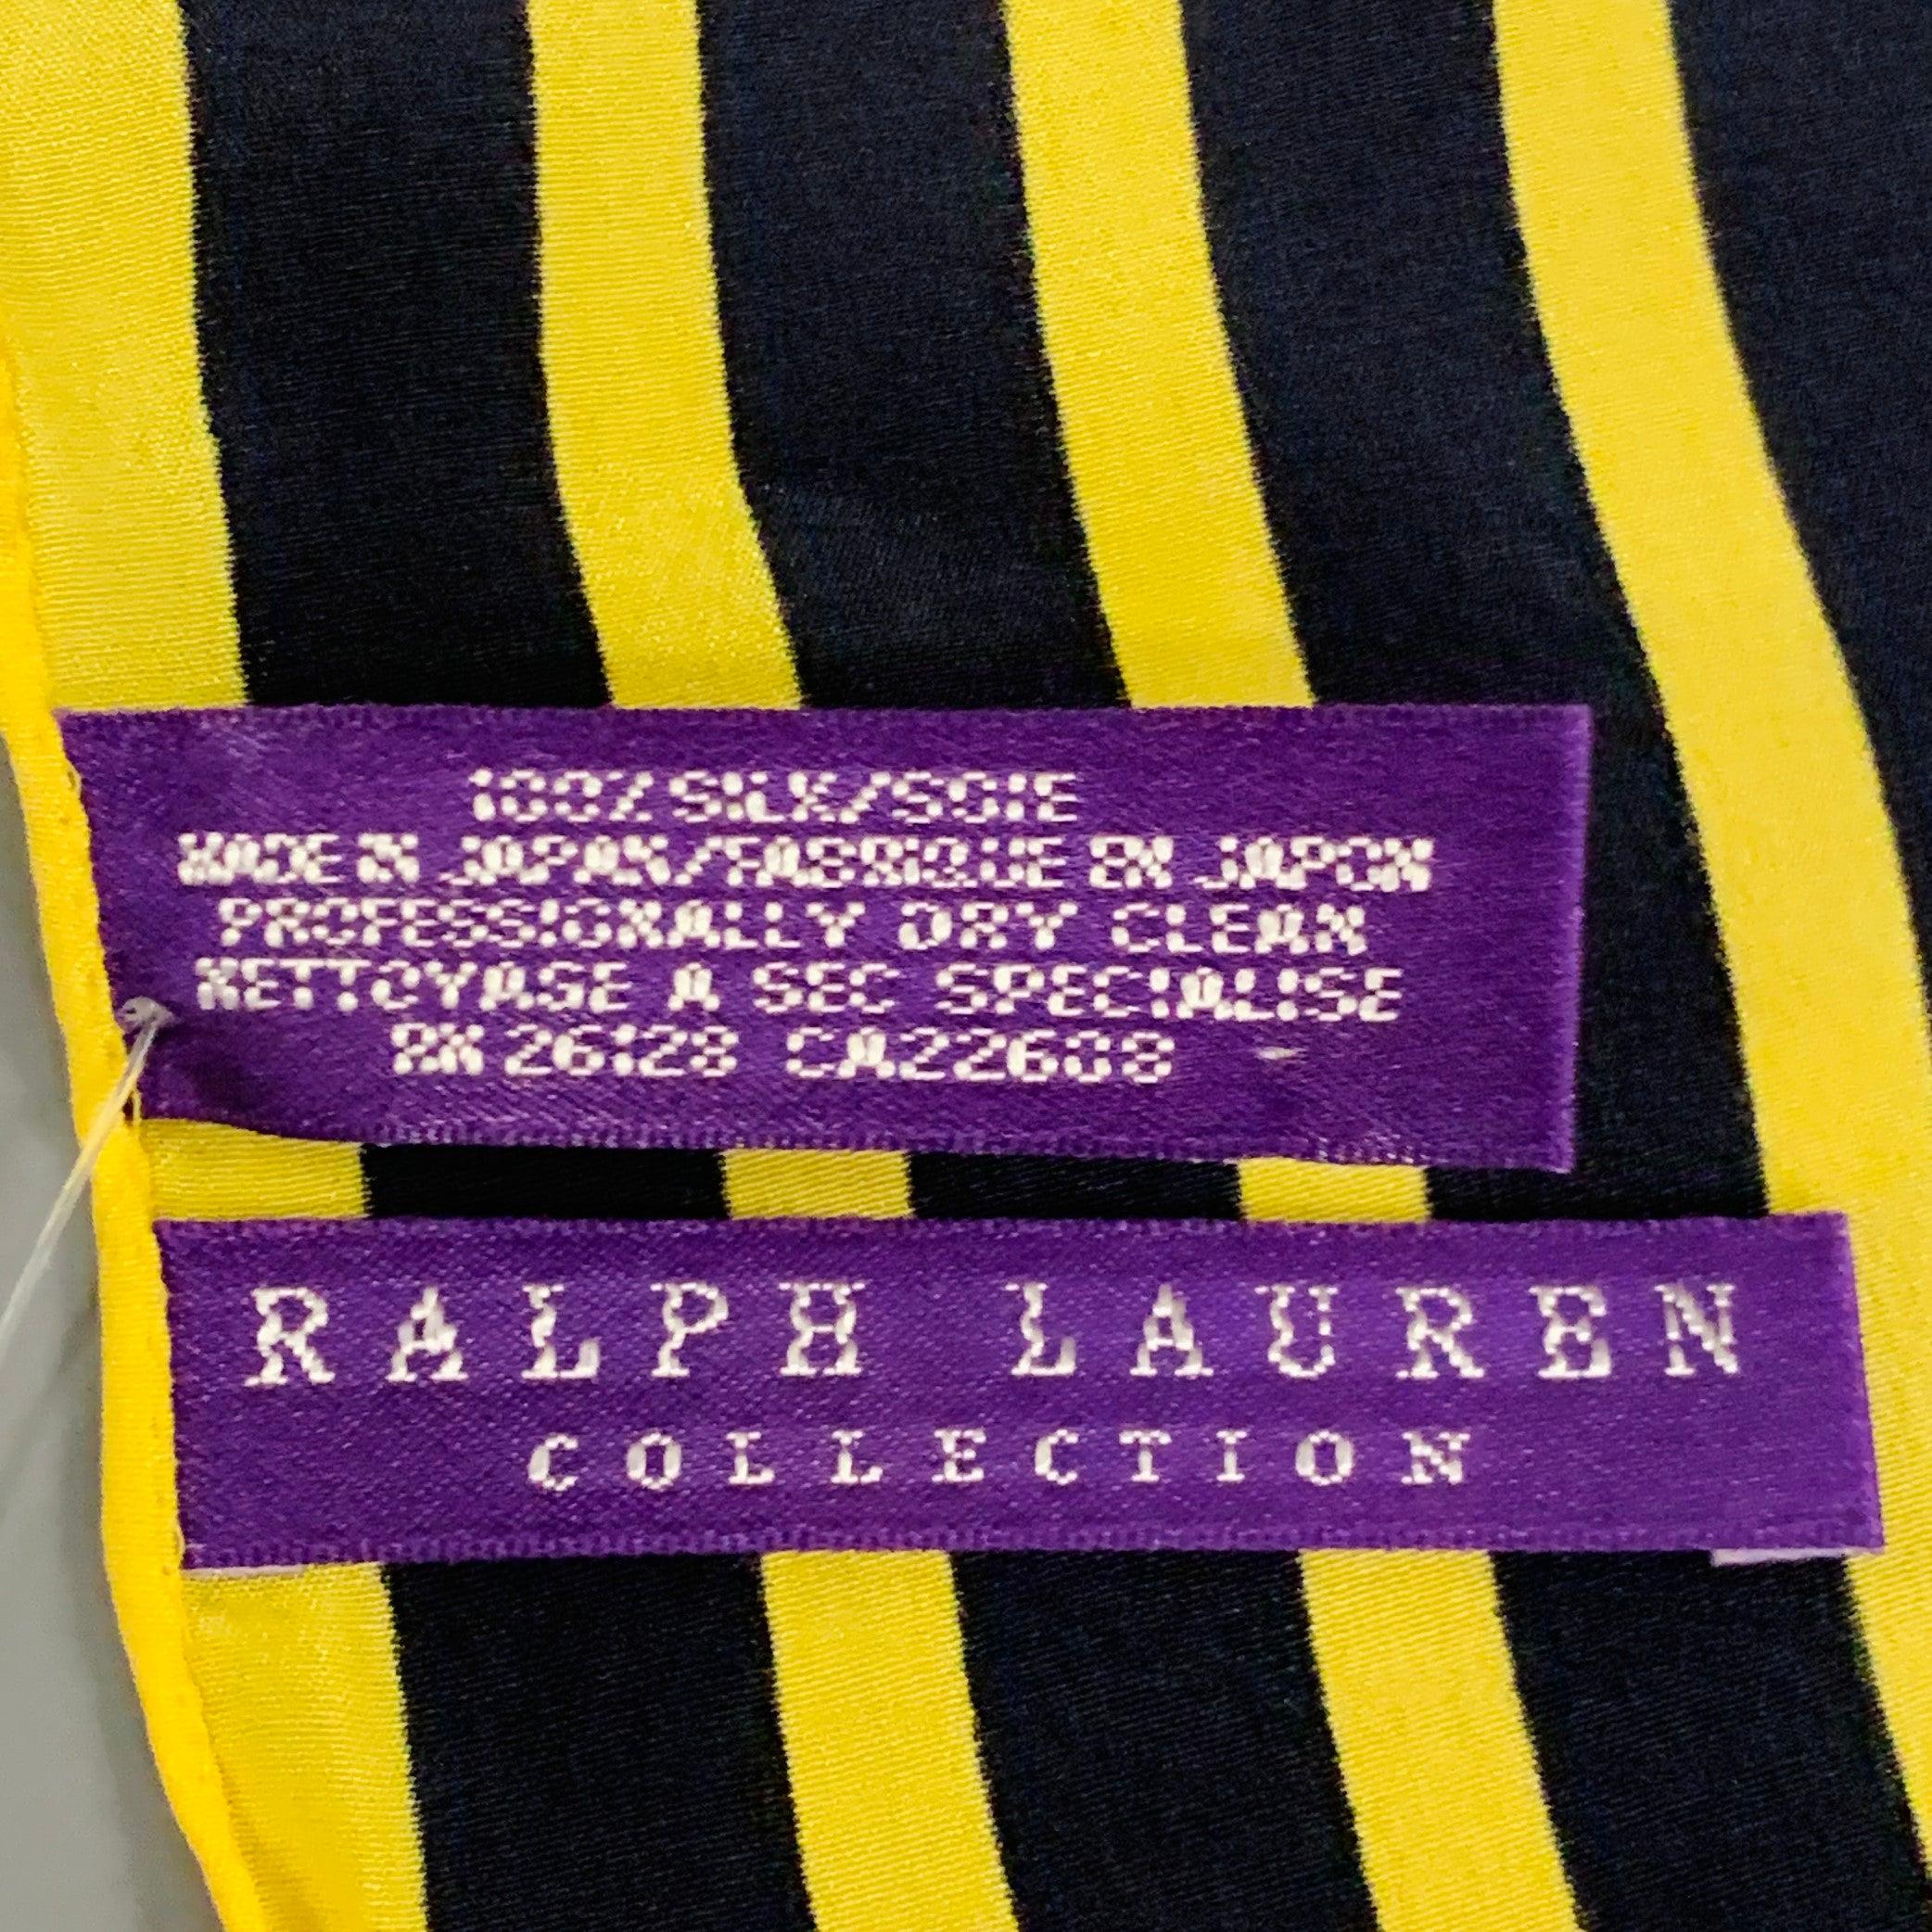 100% SILK/SOIE
MADE IN JAPAN/FABRIQUE EN JAPON
PROFESSIONALLY DRY CLEAN
NETTOYAGE A SEC SPECIALISE
RN 26128 CA22608
RALPH LAUREN
COLLECTION